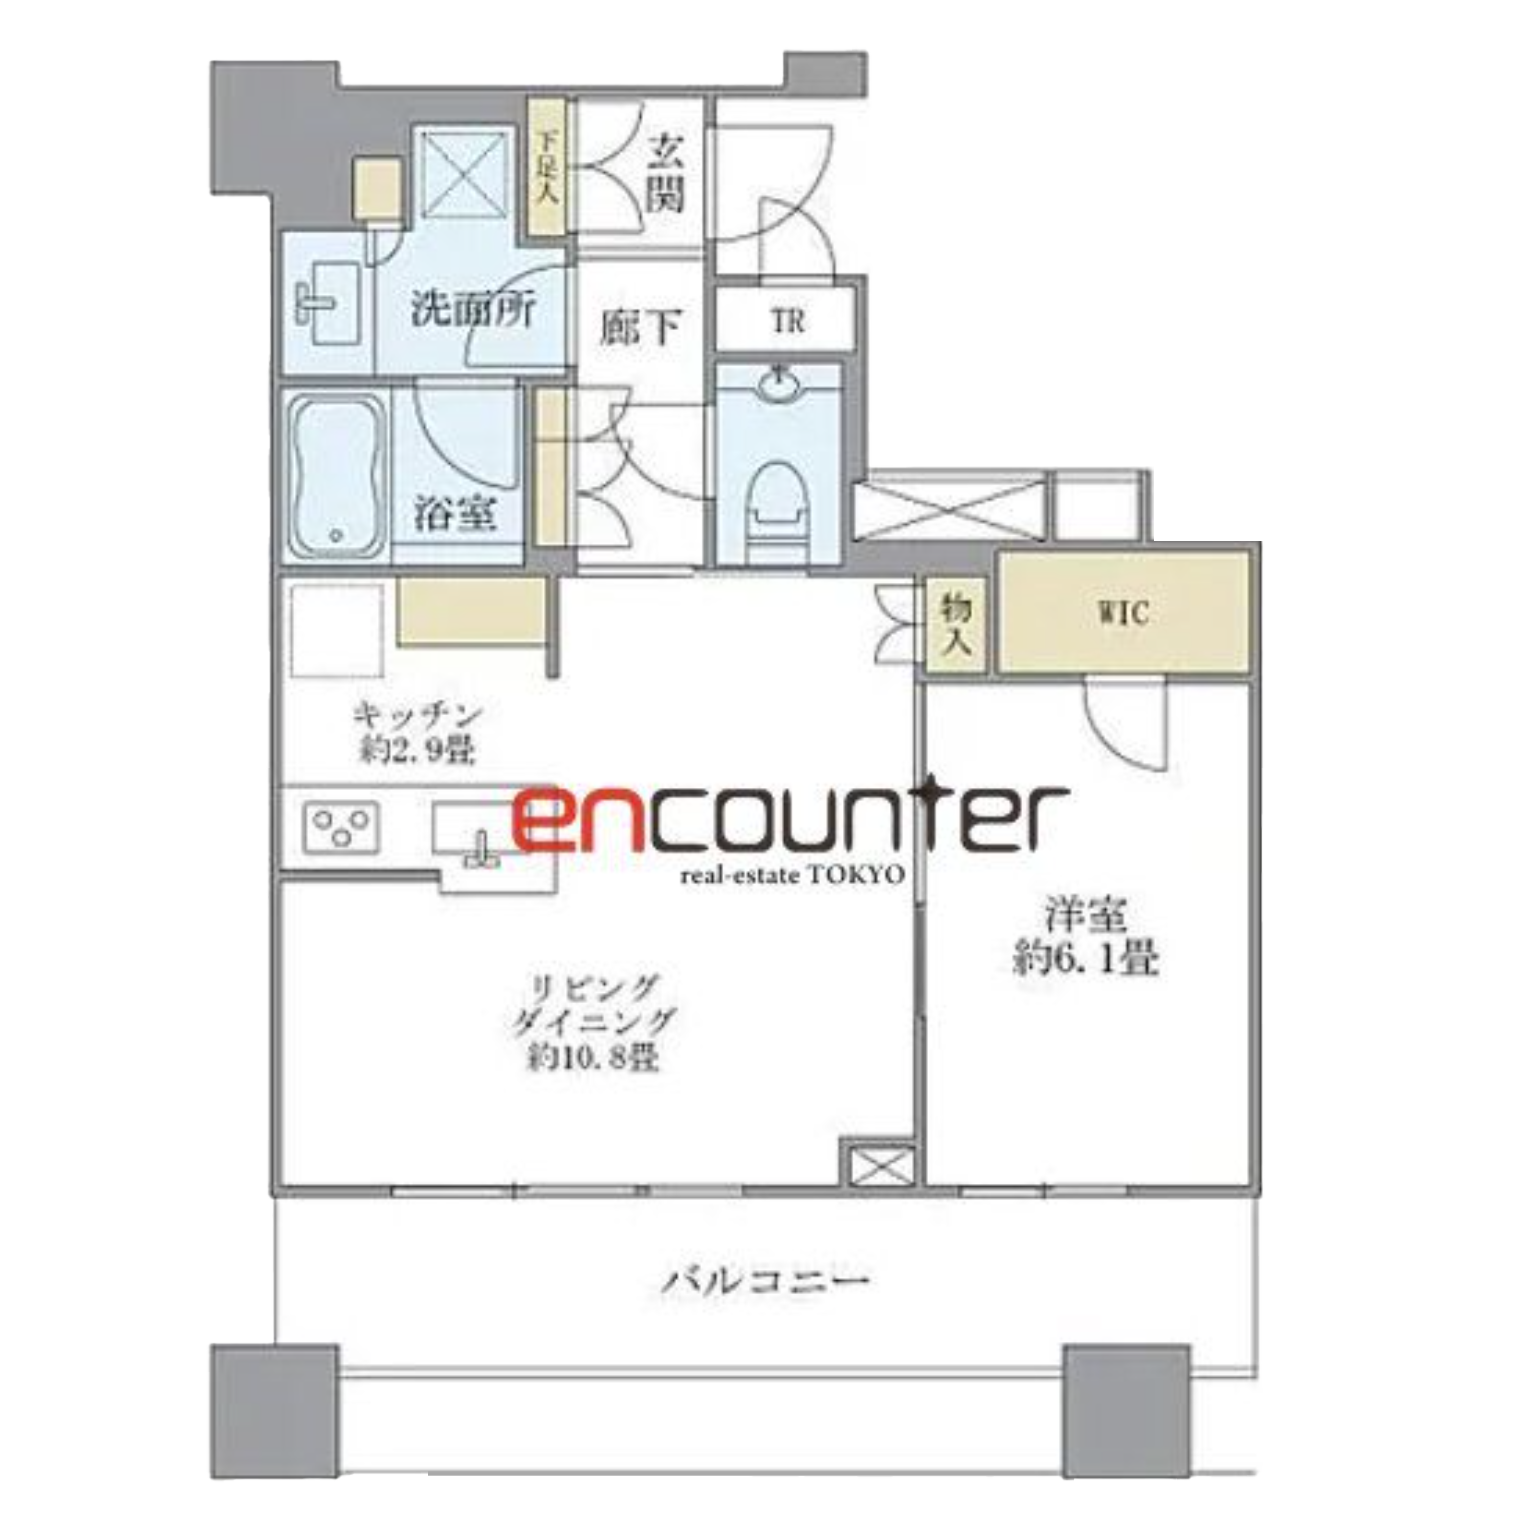 下足入
玄関
洗面所
廊下
TR
浴室
物入
WIC
キッチン
約2.9畳
encounter
real-estate TOKYO
洋室
約6.1畳
リビング
ダイニング
約10.8畳
バルコニー